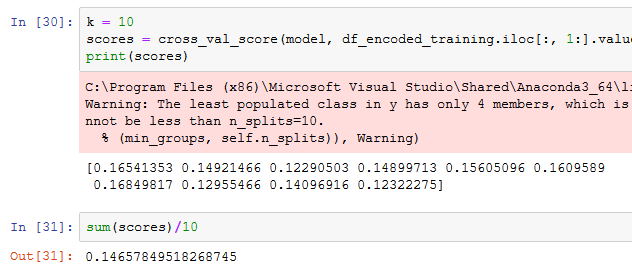 In [30]: k = 10
scores = cross_val_score(model, df_encoded_training.iloc[:, 1:].value
print(scores)
C:\Program Files (x86)\Microsoft Visual Studio\Shared\Anaconda3_64\li
Warning: The least populated class in y has only 4 members, which is
nnot be less than n_splits=10.
% (min_groups, self.n_splits)), Warning)
[0.16541353 0.14921466 0.12290503 0.14899713 0.15605096 0.1609589
0.16849817 0.12955466 0.14096916 0.12322275]
In [31]: sum(scores)/10
Out[31]: 0.14657849518268745